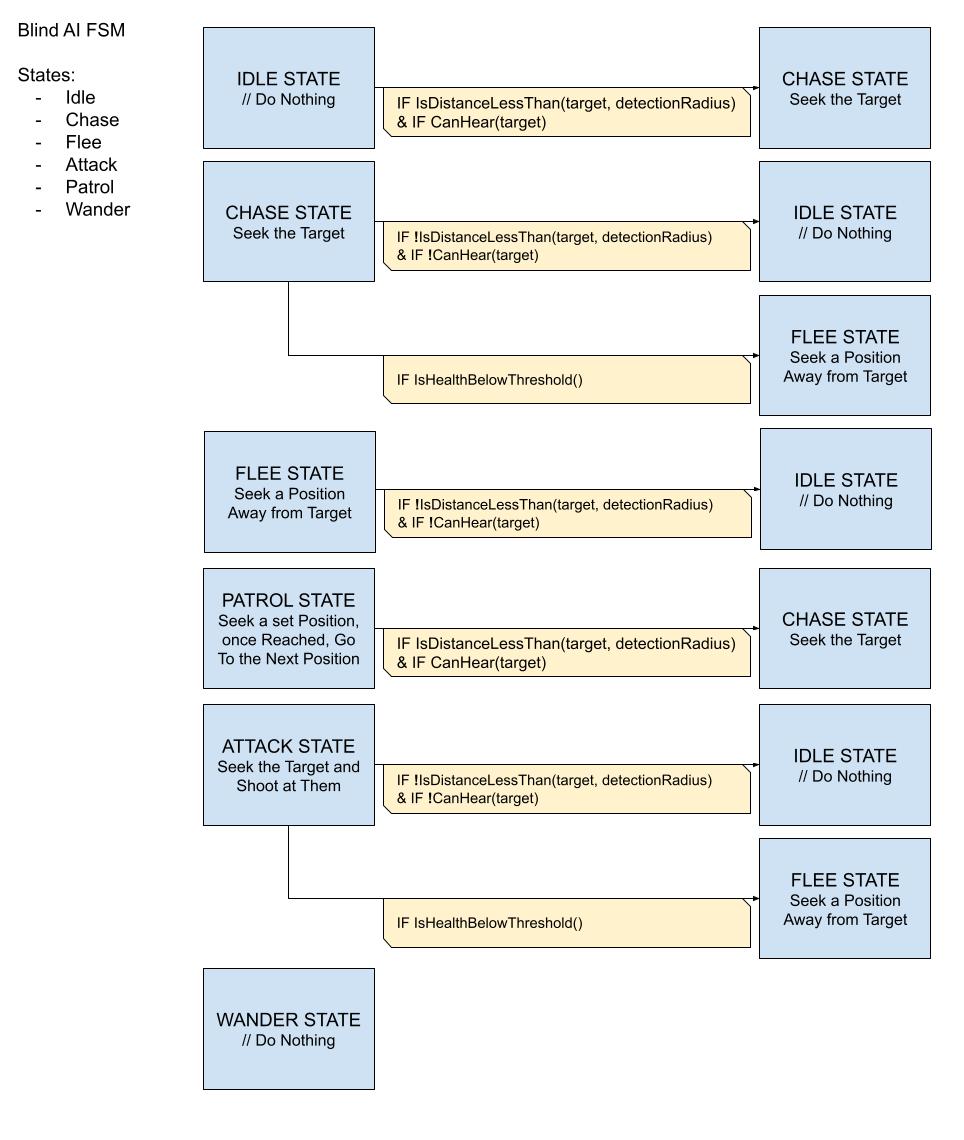 Blind AI FSM
States:
- Idle
- Chase
- Flee
- Attack
- Patrol
- Wander
IDLE STATE
// Do Nothing
IF IsDistanceLessThan(target, detectionRadius)
& IF CanHear(target)
CHASE STATE
Seek the Target
CHASE STATE
Seek the Target
IF !IsDistanceLessThan(target, detectionRadius)
& IF !CanHear(target)
IDLE STATE
// Do Nothing
IF IsHealthBelowThreshold()
FLEE STATE
Seek a Position
Away from Target
FLEE STATE
Seek a Position
Away from Target
IF !IsDistanceLessThan(target, detectionRadius)
& IF !CanHear(target)
IDLE STATE
// Do Nothing
PATROL STATE
Seek a set Position,
once Reached, Go
To the Next Position
IF IsDistanceLessThan(target, detectionRadius)
& IF CanHear(target)
CHASE STATE
Seek the Target
ATTACK STATE
Seek the Target and
Shoot at Them
IF !IsDistanceLessThan(target, detectionRadius)
& IF !CanHear(target)
IDLE STATE
// Do Nothing
IF IsHealthBelowThreshold()
FLEE STATE
Seek a Position
Away from Target
WANDER STATE
// Do Nothing